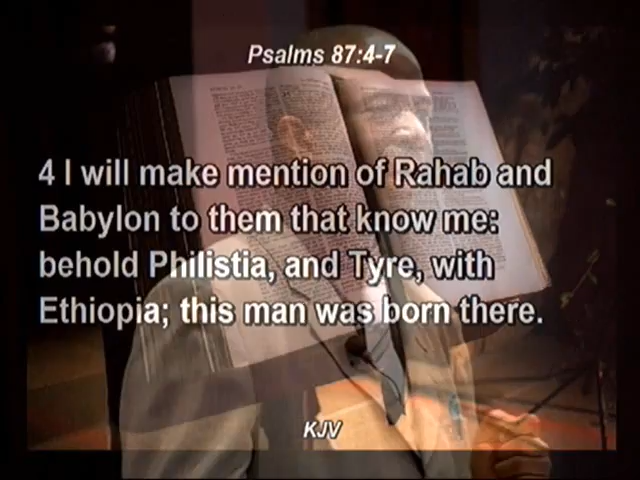 Psalms 87:4-7
4 I will make mention of Rahab and
Babylon to them that know me:
behold Philistia, and Tyre, with
Ethiopia; this man was born there.
KJV